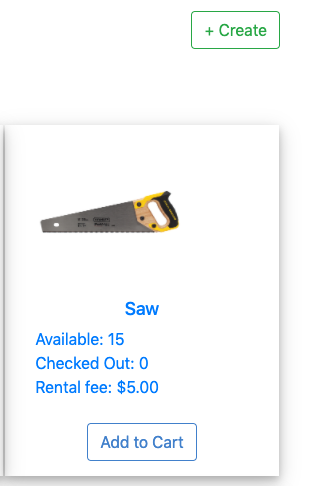 + Create
Saw
Available: 15
Checked Out: 0
Rental fee: $5.00
Add to Cart